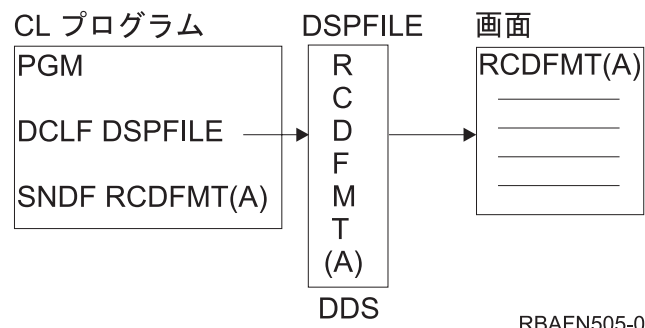 CL プログラム
PGM
DCLF DSPFILE
SNDF RCDFMT(A)
DSPFILE
R
C
D
F
M
T
(A)
DDS
画面
RCDFMT(A)
RBAFN505-0